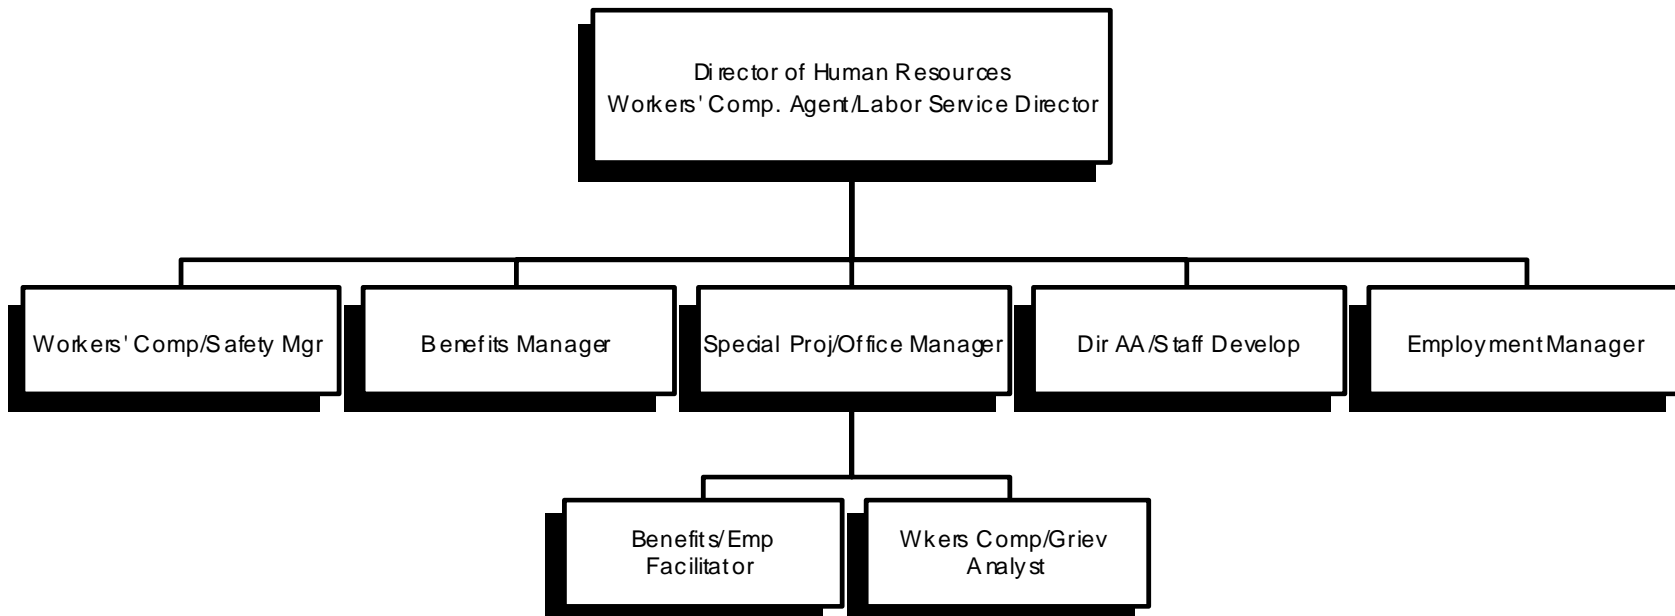 Director of Human Resources
Workers' Comp. Agent/Labor Service Director
Workers' Comp/Safety Mgr
Benefits Manager
Special Proj/Office Manager
Dir AA/Staff Develop
Employment Manager
Benefits/Emp
Facilitator
Wkers Comp/Griev
Analyst